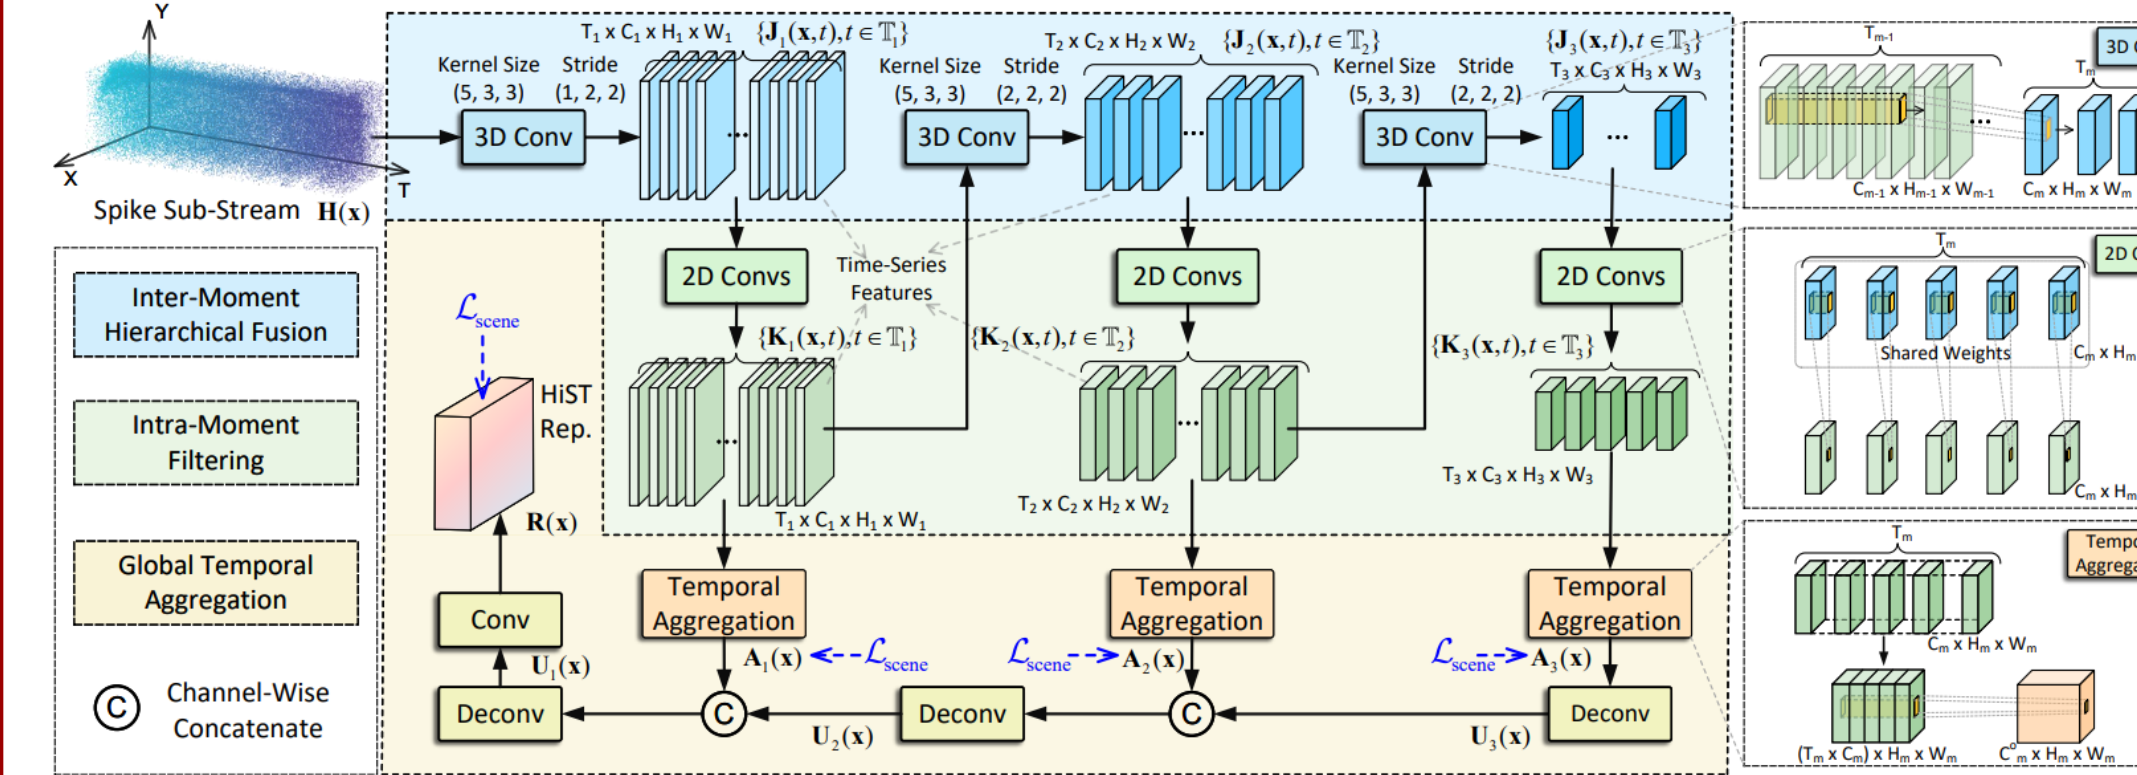 Y
X
T
Spike Sub-Stream H(x)
Inter-Moment
Hierarchical Fusion
Intra-Moment
Filtering
Global Temporal
Aggregation
C
Channel-Wise
Concatenate
Kernel Size
(5, 3, 3)
Stride
(1, 2, 2)
3D Conv
T₁ x C₁ x H₁ x W₁
{J₁(x,t),t∈𝕋₁}
...
Kernel Size
(5, 3, 3)
Stride
(2, 2, 2)
3D Conv
T₂ x C₂ x H₂ x W₂
{J₂(x,t),t∈𝕋₂}
...
Kernel Size
(5, 3, 3)
Stride
(2, 2, 2)
3D Conv
{J₃(x,t),t∈𝕋₃}
T₃ x C₃ x H₃ x W₃
...
2D Convs
Time-Series
Features
2D Convs
2D Convs
{K₁(x,t),t∈𝕋₁}
{K₂(x,t),t∈𝕋₂}
{K₃(x,t),t∈𝕋₃}
...
...
T₁ x C₁ x H₁ x W₁
T₂ x C₂ x H₂ x W₂
T₃ x C₃ x H₃ x W₃
ℒscene
HiST
Rep.
R(x)
Conv
U₁(x)
Deconv
Temporal
Aggregation
A₁(x)
ℒscene
C
U₂(x)
Deconv
Temporal
Aggregation
ℒscene
A₂(x)
C
U₃(x)
Temporal
Aggregation
ℒscene
A₃(x)
Deconv
Tm-1
3D
Tm
...
Cm-1 x Hm-1 x Wm-1
Cm x Hm x Wm
Tm
2D
Shared Weights
Cm x Hm
Cm x Hm
Tm
Cm x Hm x Wm
(Tm x Cm) x Hm x Wm
Cᵒm x Hm x Wm